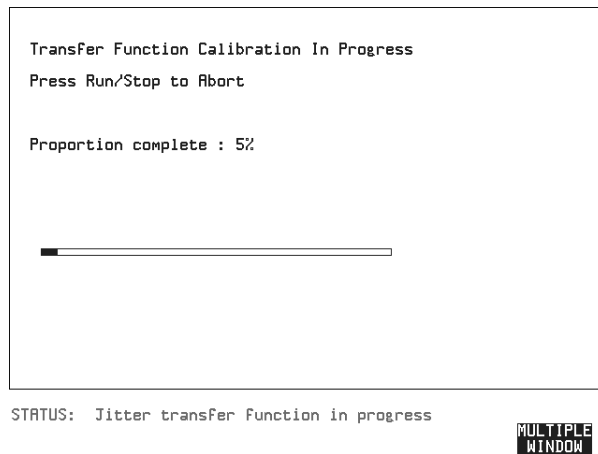 Transfer Function Calibration In Progress
Press Run/Stop to Abort
Proportion complete : 5%
STATUS: Jitter transfer function in progress
MULTIPLE
WINDOW